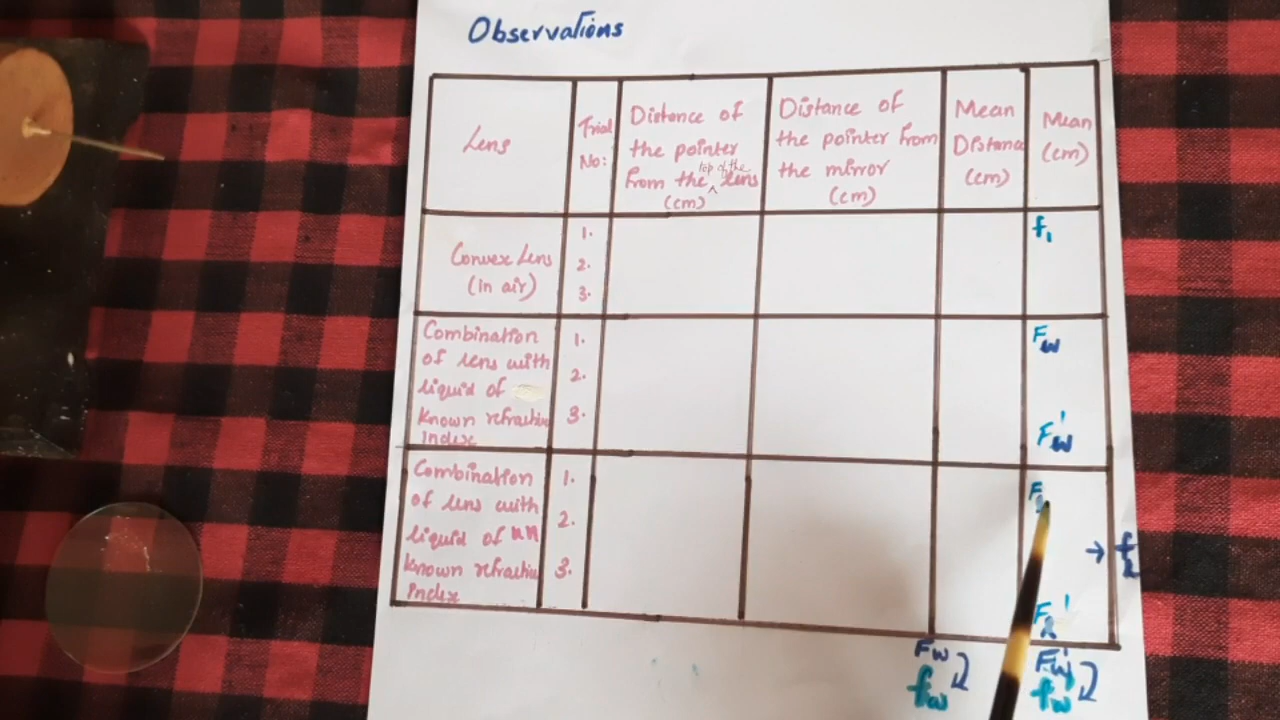 Observations
Lens
Trial
No:
Distance of
the pointer
top of the
from the ^ lens
(cm)
Distance of
the pointer from
the mirror
(cm)
Mean
Distance
(cm)
Mean
(cm)
Convex Lens
(in air)
1.
2.
3.
f₁
Combination
of lens with
liquid of
known refractive
index
1.
2.
3.
Fw
F'w
Combination
of lens with
liquid of un
known refractive
index
1.
2.
3.
F
→ f
F'
Fw
fw
F'w
f'w